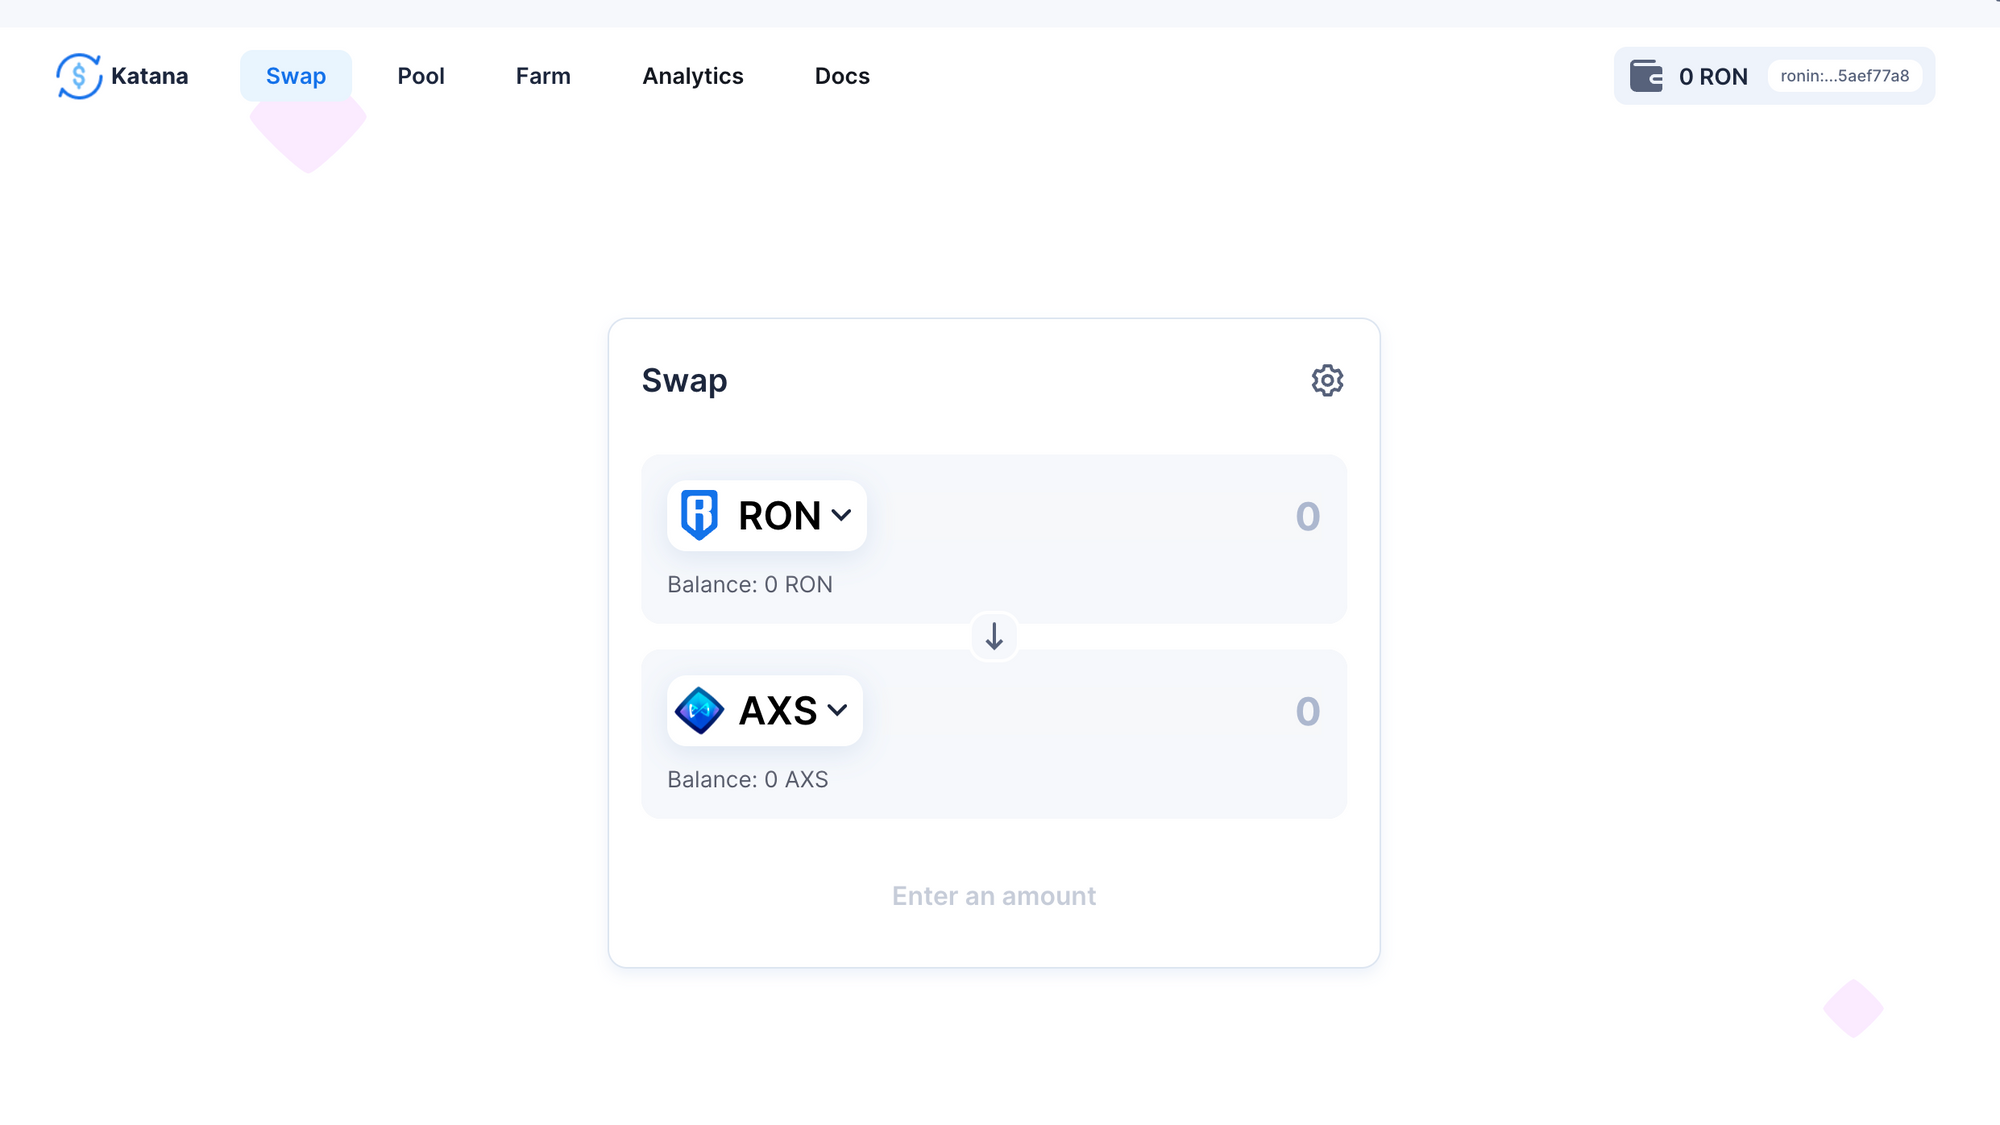 Katana
Swap
Pool
Farm
Analytics
Docs
0 RON
ronin:...5aef77a8
Swap
RON
0
Balance: 0 RON
AXS
0
Balance: 0 AXS
Enter an amount